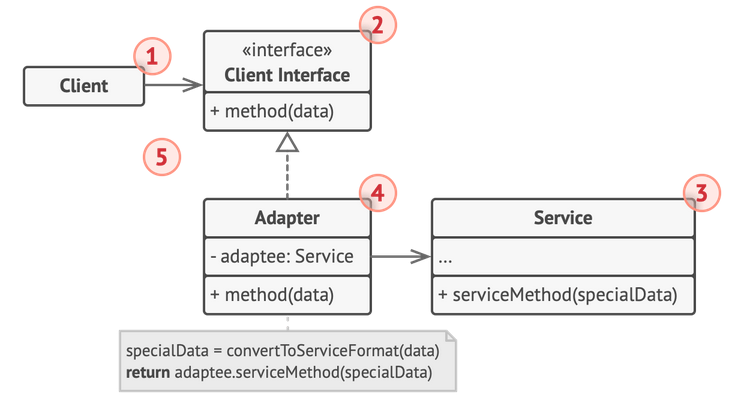 1
2
«interface»
Client Interface
Client
+ method(data)
5
4
3
Adapter
Service
- adaptee: Service
...
+ method(data)
+ serviceMethod(specialData)
specialData = convertToServiceFormat(data)
return adaptee.serviceMethod(specialData)